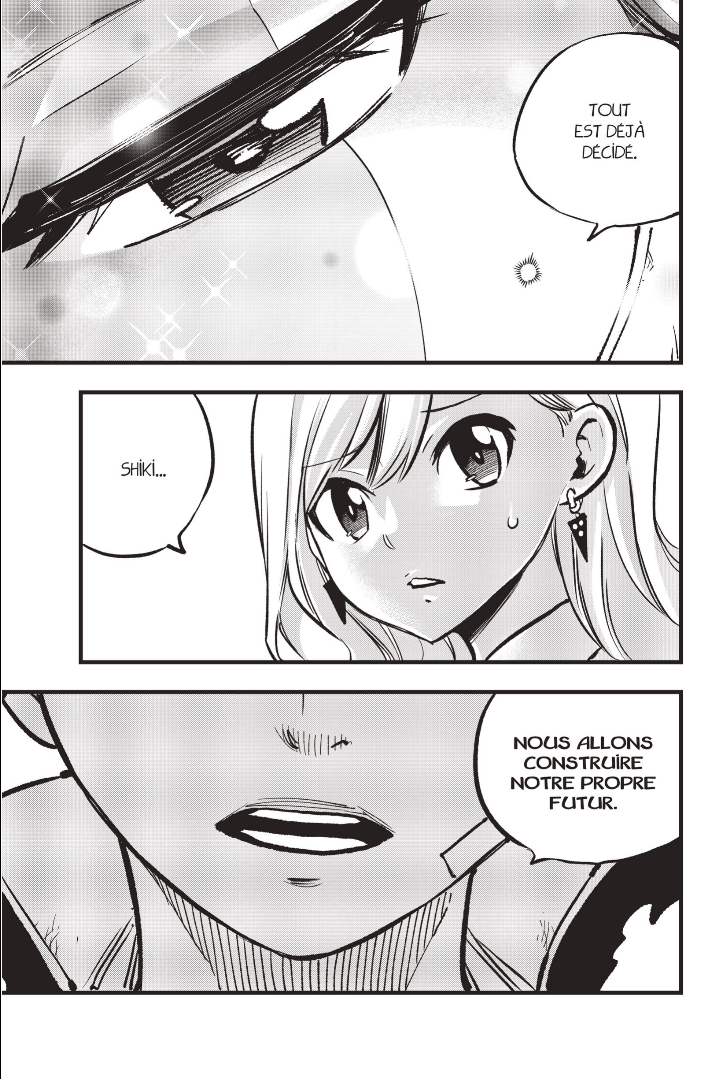 TOUT
EST DÉJÀ
DÉCIDÉ.
SHIKI...
NOUS ALLONS
CONSTRUIRE
NOTRE PROPRE
FUTUR.